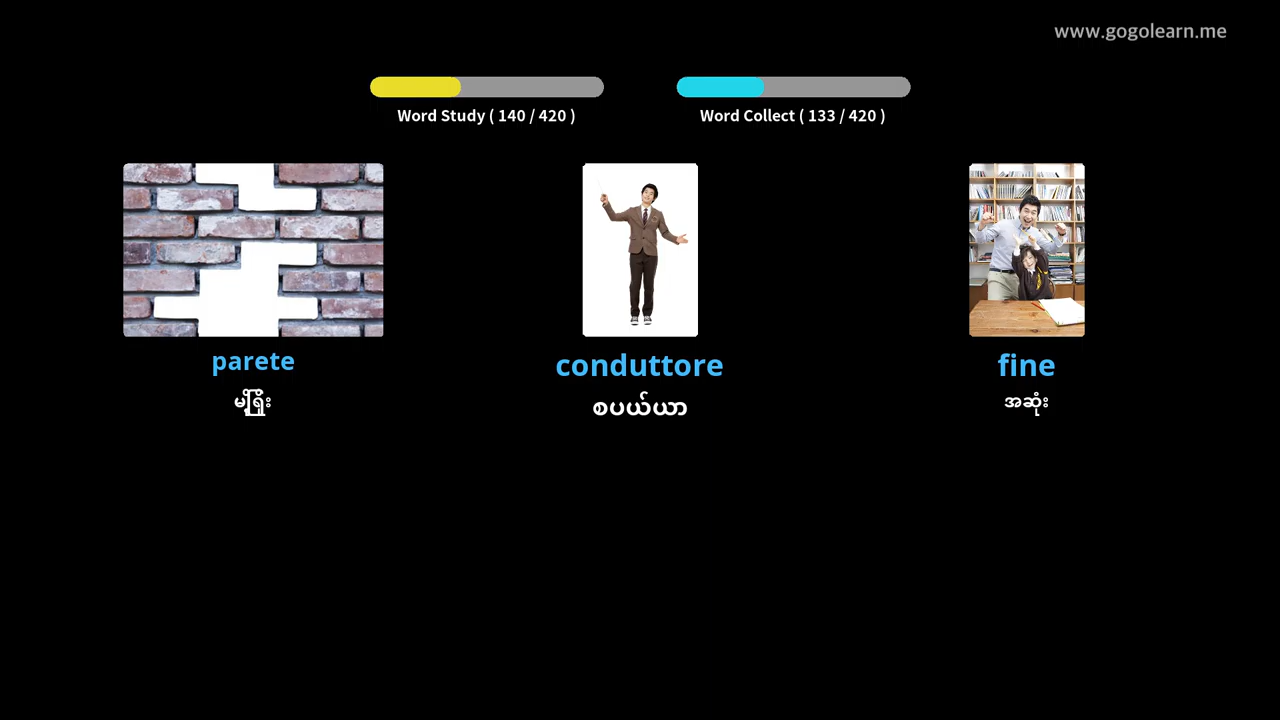 www.gogolearn.me
Word Study ( 140 / 420 )
Word Collect ( 133 / 420 )
parete
conduttore
fine
စပယ်ယာ
အဆုံး